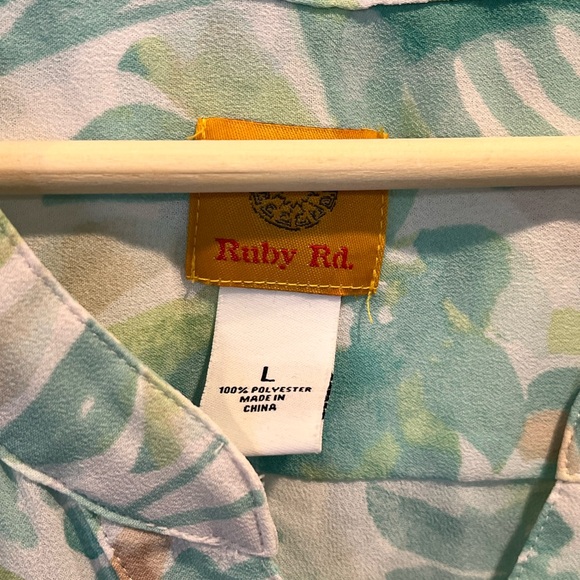 Ruby Rd.
L
100% POLYESTER
MADE IN
CHINA